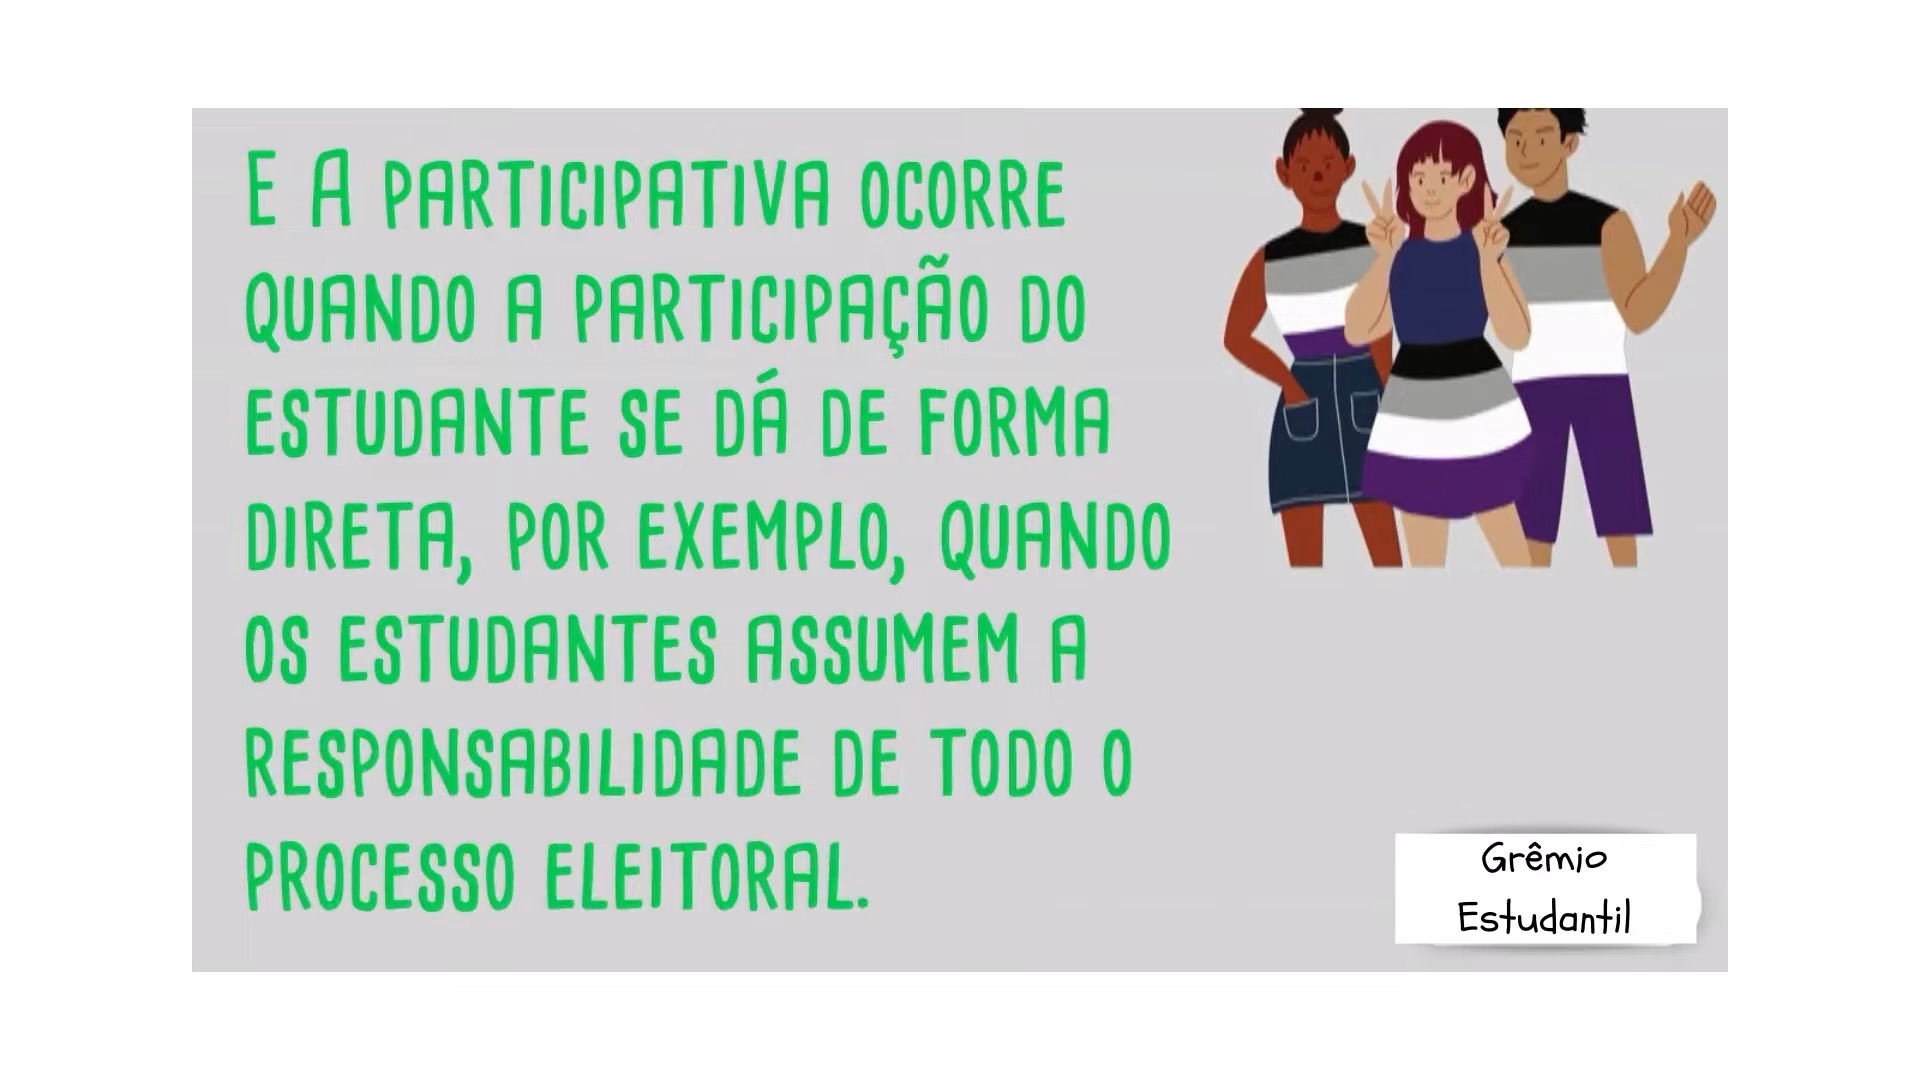 E A PARTICIPATIVA OCORRE
QUANDO A PARTICIPAÇÃO DO
ESTUDANTE SE DÁ DE FORMA
DIRETA, POR EXEMPLO, QUANDO
OS ESTUDANTES ASSUMEM A
RESPONSABILIDADE DE TODO O
PROCESSO ELEITORAL.
Grêmio
Estudantil